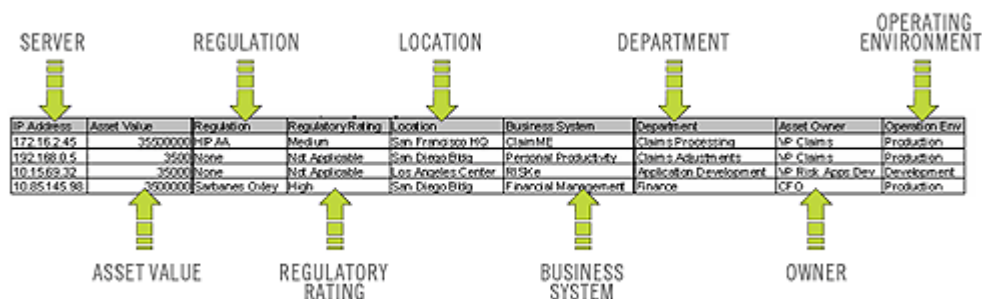 SERVER REGULATION LOCATION DEPARTMENT OPERATING ENVIRONMENT
IP Address Asset Value Regulation Regulatory Rating Location Business System Department Asset Owner Operation Env
172.16.2.45 35500000 HIPAA Medium San Francisco HQ ClaimME Claims Processing VP Claims Production
192.168.0.5 3500 None Not Applicable San Diego Bldg Personal Productivity Claims Adjustments VP Claims Production
10.15.69.32 35000 None Not Applicable Los Angeles Center RISKe Application Development VP Risk Apps Dev Development
10.85.145.98 3500000 Sarbanes Oxley High San Diego Bldg Financial Management Finance CFO Production
ASSET VALUE REGULATORY RATING BUSINESS SYSTEM OWNER